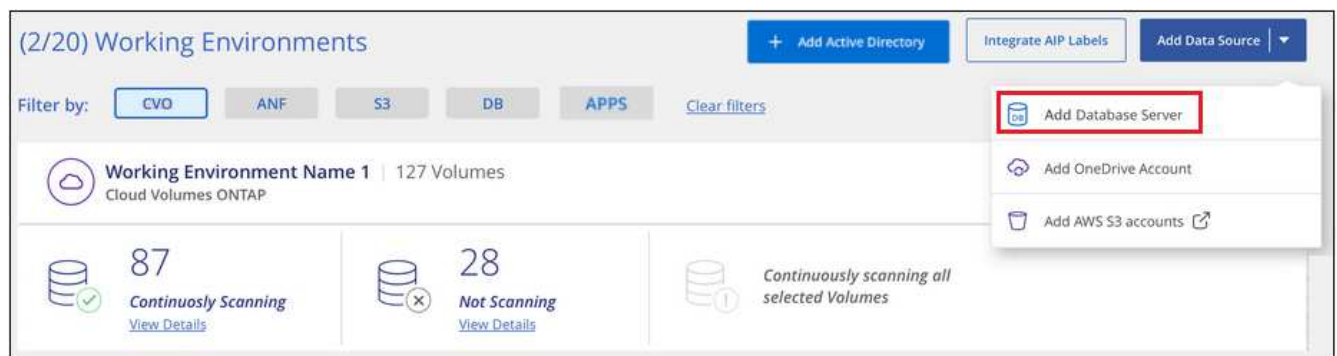 (2/20) Working Environments
+ Add Active Directory
Integrate AIP Labels
Add Data Source
Filter by:
CVO
ANF
S3
DB
APPS
Clear filters
DB
Add Database Server
Add OneDrive Account
Add AWS S3 accounts
Working Environment Name 1 | 127 Volumes
Cloud Volumes ONTAP
87
Continuosly Scanning
View Details
28
Not Scanning
View Details
Continuously scanning all
selected Volumes